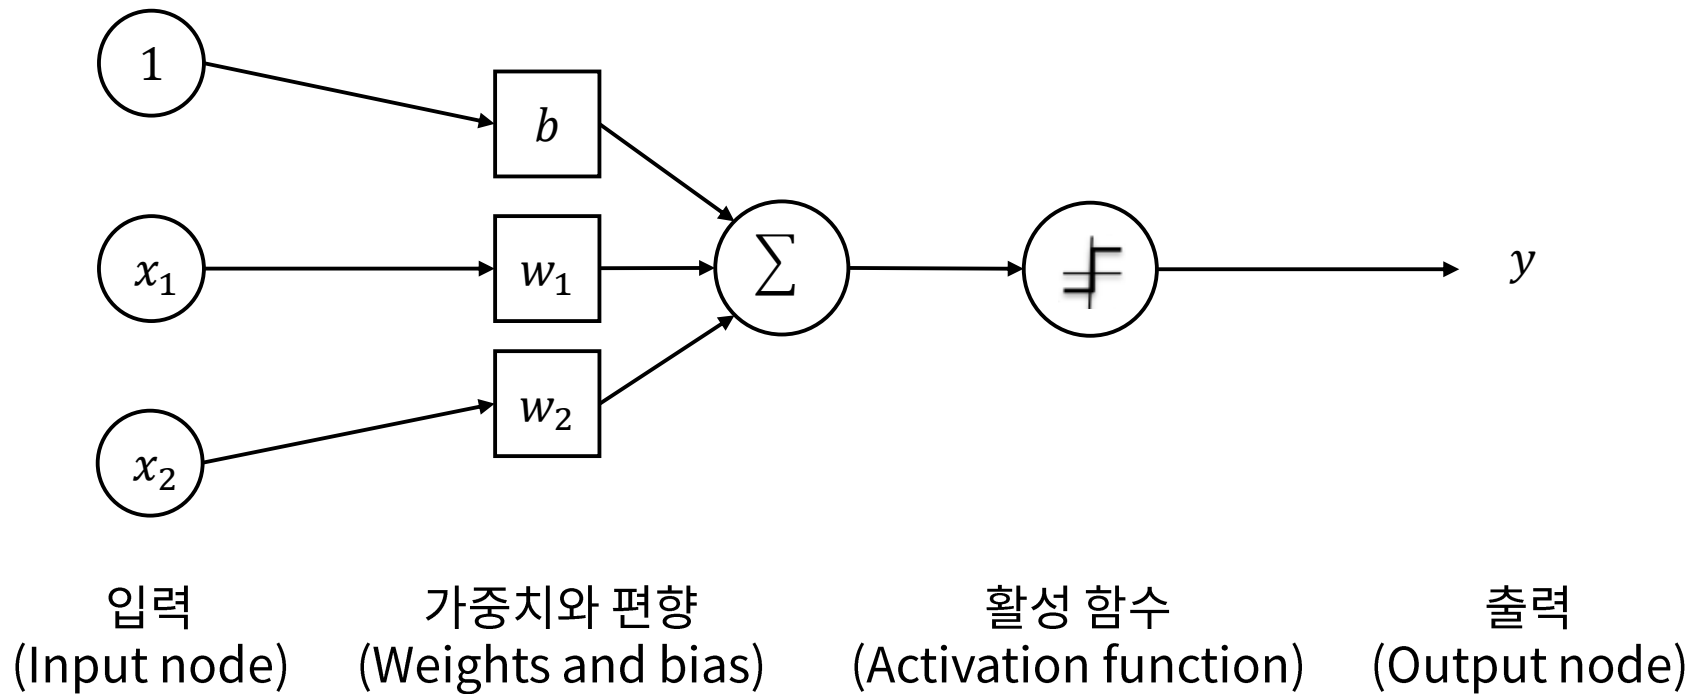 1
b
x₁
w₁
∑
y
w₂
x₂
입력
(Input node)
가중치와 편향
(Weights and bias)
활성 함수
(Activation function)
출력
(Output node)